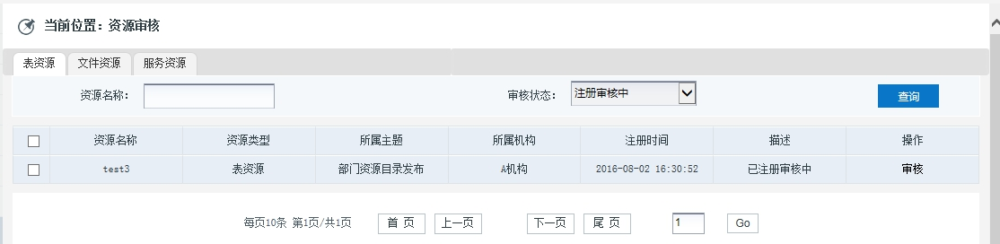 当前位置：资源审核
表资源 文件资源 服务资源
资源名称： 审核状态： 注册审核中 查询
资源名称 资源类型 所属主题 所属机构 注册时间 描述 操作
test3 表资源 部门资源目录发布 A机构 2016-08-02 16:30:52 已注册审核中 审核
每页10条 第1页/共1页 首 页 上一页 下一页 尾 页 1 Go